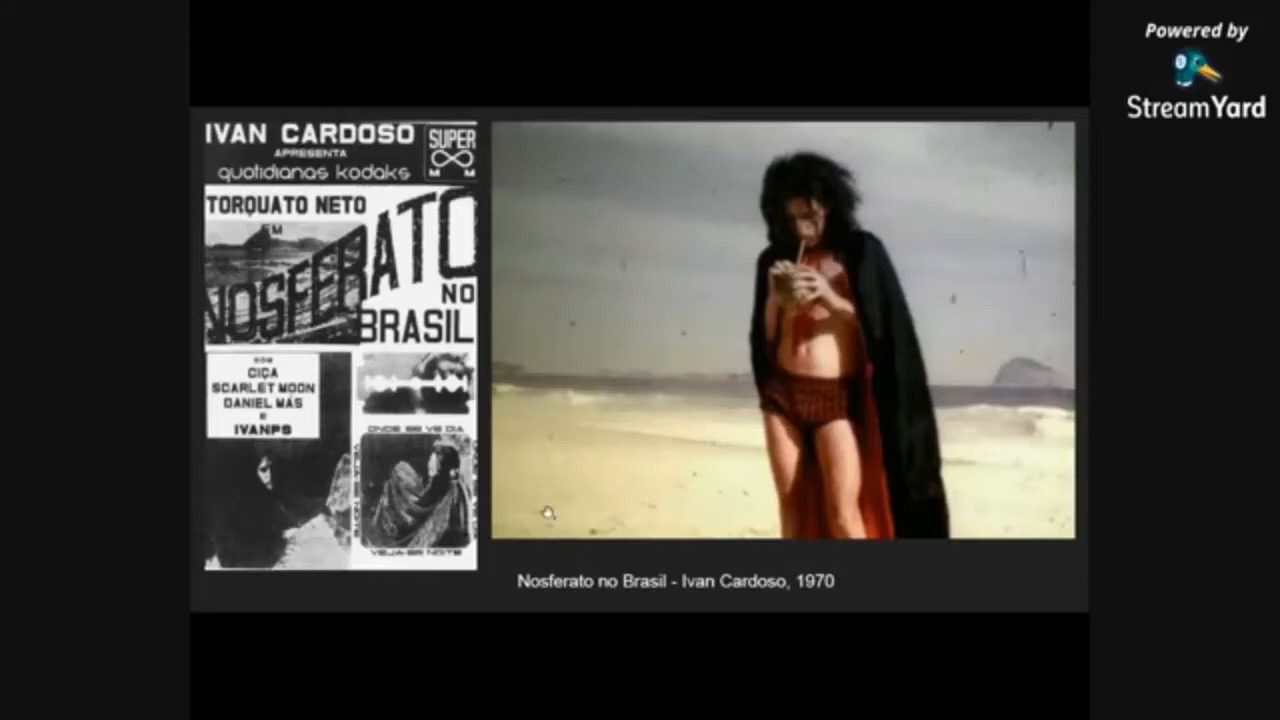 Powered by
StreamYard
IVAN CARDOSO
APRESENTA
quotidianas kodaks
SUPER
M M
TORQUATO NETO
EM
NOSFERATO
NO
BRASIL
COM
CIÇA
SCARLET MOON
DANIEL MÁS
E
IVANPS
ONDE SE VE DIA
VEJA-SE NOITE
Nosferato no Brasil - Ivan Cardoso, 1970